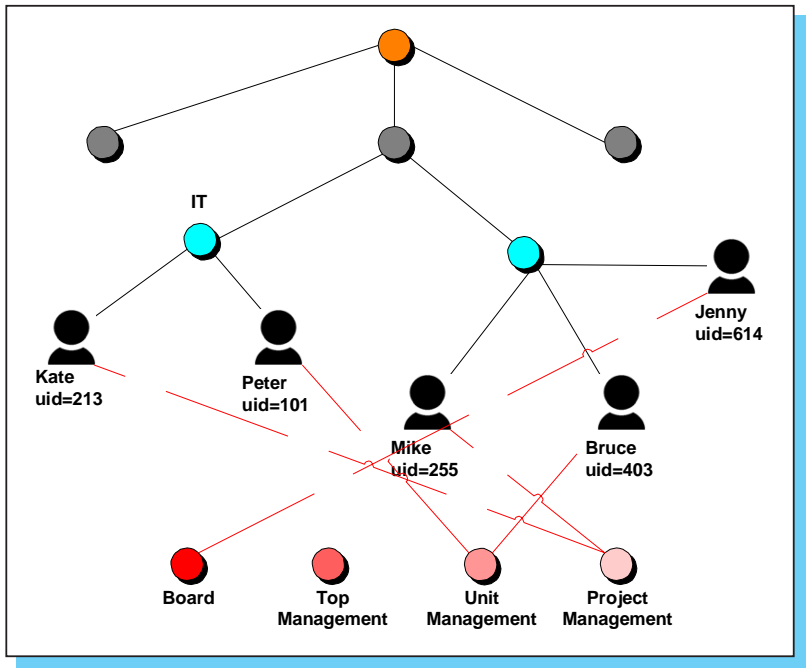 IT
Jenny
uid=614
Kate
uid=213
Peter
uid=101
Mike
uid=255
Bruce
uid=403
Board
Top
Management
Unit
Management
Project
Management